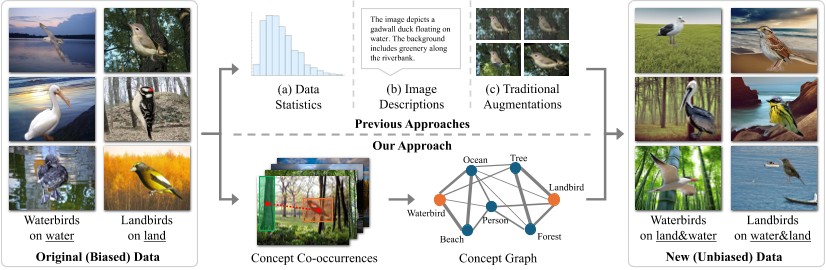 Waterbirds
on water
Landbirds
on land
Original (Biased) Data
(a) Data
Statistics
The image depicts a
gadwall duck floating on
water. The background
includes greenery along
the riverbank.
(b) Image
Descriptions
(c) Traditional
Augmentations
Previous Approaches
Our Approach
Concept Co-occurrences
Ocean
Tree
Landbird
Waterbird
Person
Beach
Forest
Concept Graph
Waterbirds
on land&water
Landbirds
on water&land
New (Unbiased) Data